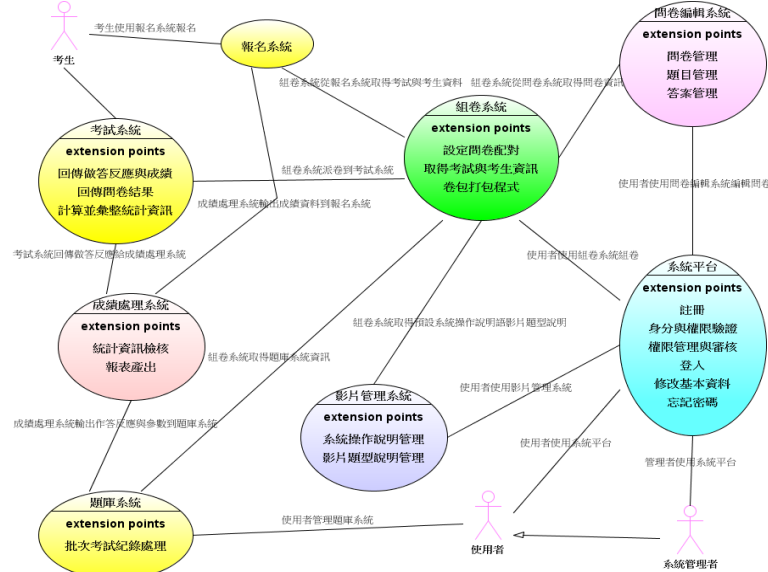 問卷編輯系統
extension points
問卷管理
題目管理
答案管理
考生使用報名系統報名
報名系統
考生
組卷系統從報名系統取得考試與考生資料
組卷系統從問卷系統取得問卷資訊
組卷系統
extension points
設定問卷配對
取得考試與考生資訊
卷包打包程式
考試系統
extension points
回傳做答反應與成績
回傳問卷結果
計算並彙整統計資訊
組卷系統派卷到考試系統
使用者使用問卷編輯系統編輯問卷
成績處理系統輸出成績資料到報名系統
考試系統回傳做答反應給成績處理系統
使用者使用組卷系統組卷
系統平台
extension points
註冊
身分與權限驗證
權限管理與審核
登入
修改基本資料
忘記密碼
成績處理系統
extension points
統計資訊檢核
報表產出
組卷系統取得預設系統操作說明語影片題型說明
組卷系統取得題庫系統資訊
使用者使用影片管理系統
影片管理系統
extension points
系統操作說明管理
影片題型說明管理
成績處理系統輸出作答反應與參數到題庫系統
使用者使用系統平台
管理者使用系統平台
題庫系統
extension points
批次考試紀錄處理
使用者管理題庫系統
使用者
系統管理者